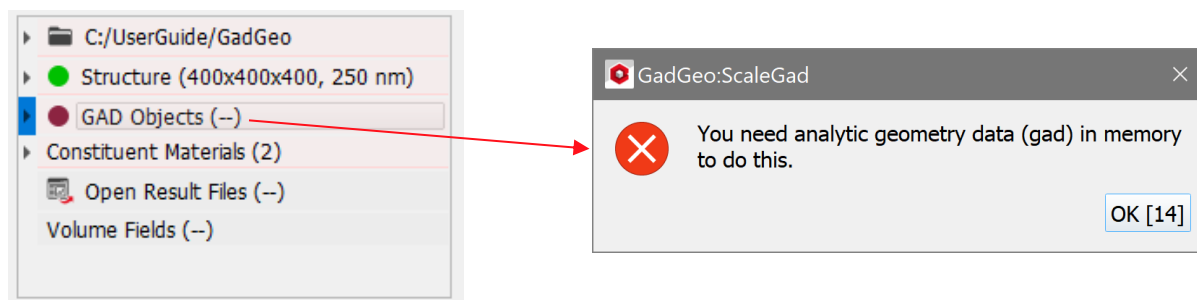 C:/UserGuide/GadGeo
Structure (400x400x400, 250 nm)
GAD Objects (--)
Constituent Materials (2)
Open Result Files (--)
Volume Fields (--)
GadGeo:ScaleGad
You need analytic geometry data (gad) in memory
to do this.
OK [14]